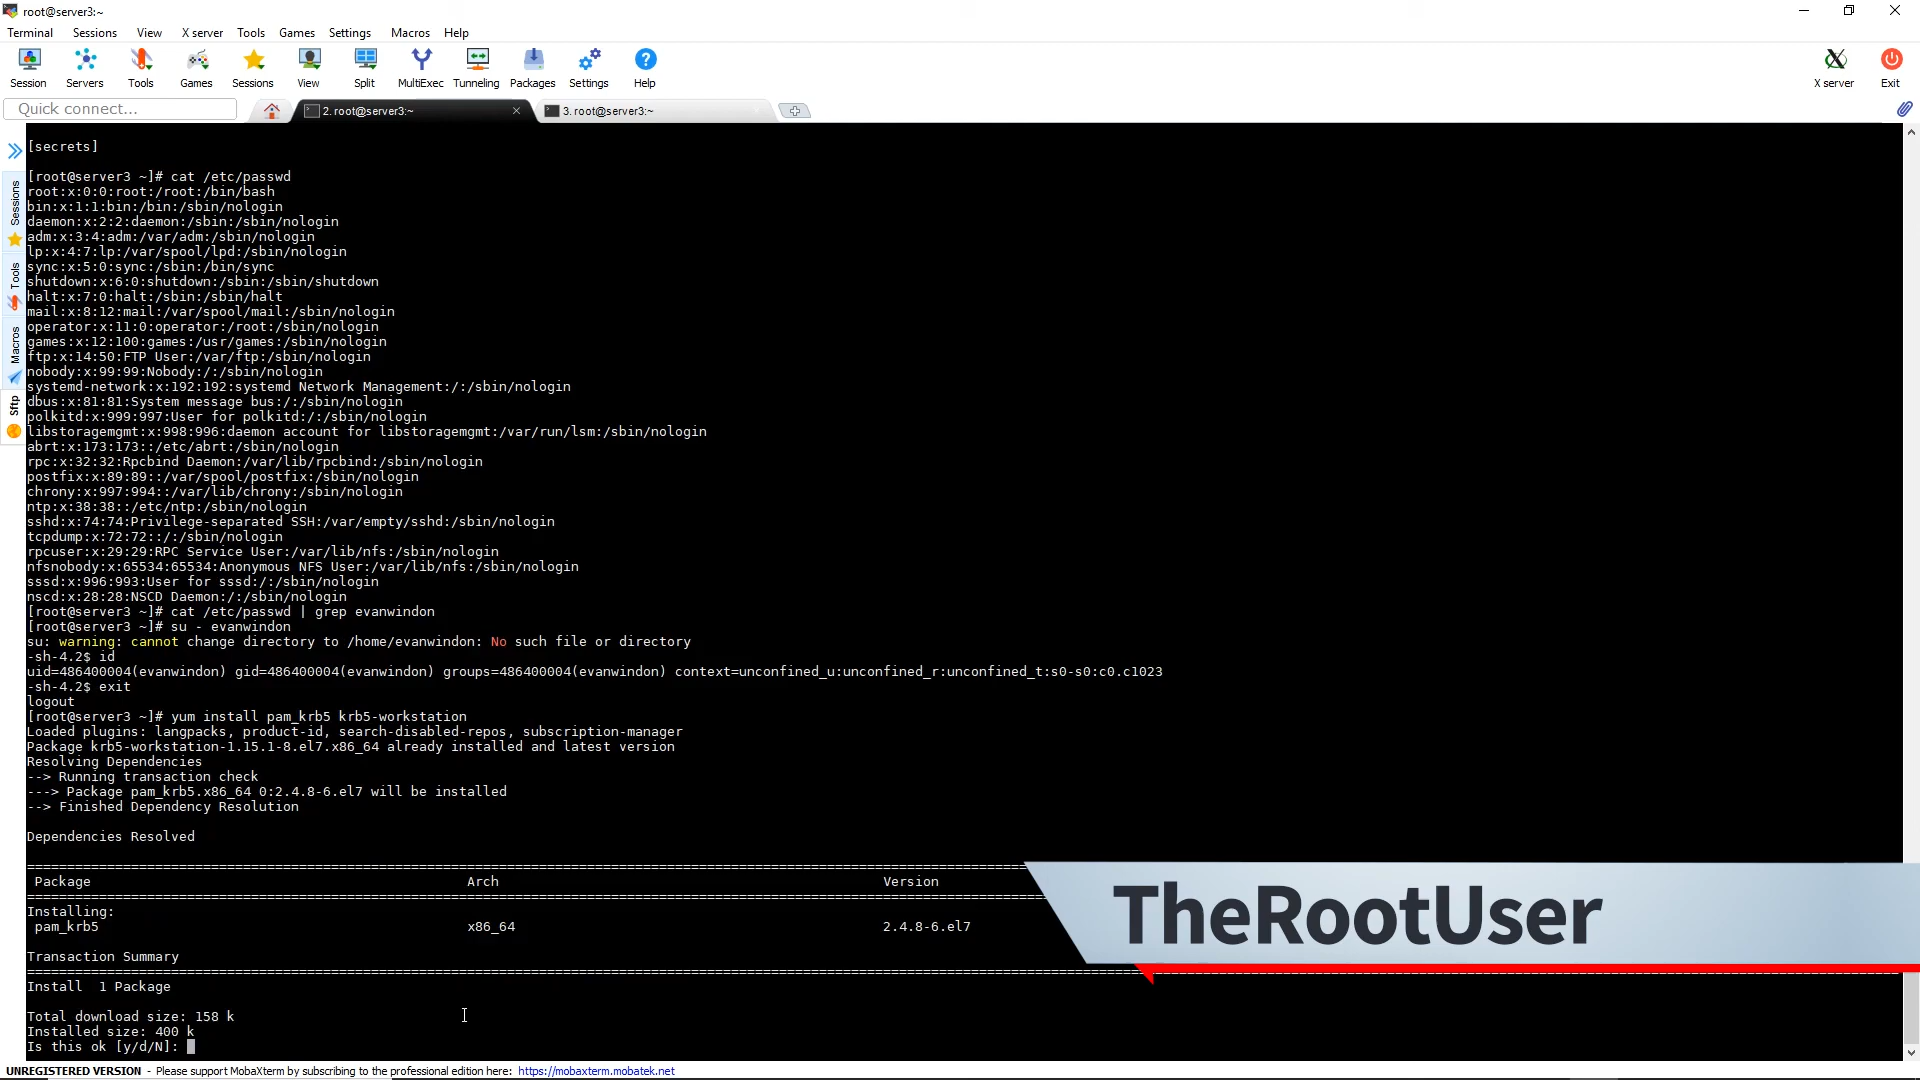 root@server3:~
Terminal Sessions View X server Tools Games Settings Macros Help
Session Servers Tools Games Sessions View Split MultiExec Tunneling Packages Settings Help X server Exit
Quick connect... 2. root@server3:~ 3. root@server3:~
Sessions
Tools
Macros
Sftp
[secrets]
[root@server3 ~]# cat /etc/passwd
root:x:0:0:root:/root:/bin/bash
bin:x:1:1:bin:/bin:/sbin/nologin
daemon:x:2:2:daemon:/sbin:/sbin/nologin
adm:x:3:4:adm:/var/adm:/sbin/nologin
lp:x:4:7:lp:/var/spool/lpd:/sbin/nologin
sync:x:5:0:sync:/sbin:/bin/sync
shutdown:x:6:0:shutdown:/sbin:/sbin/shutdown
halt:x:7:0:halt:/sbin:/sbin/halt
mail:x:8:12:mail:/var/spool/mail:/sbin/nologin
operator:x:11:0:operator:/root:/sbin/nologin
games:x:12:100:games:/usr/games:/sbin/nologin
ftp:x:14:50:FTP User:/var/ftp:/sbin/nologin
nobody:x:99:99:Nobody:/:/sbin/nologin
systemd-network:x:192:192:systemd Network Management:/:/sbin/nologin
dbus:x:81:81:System message bus:/:/sbin/nologin
polkitd:x:999:997:User for polkitd:/:/sbin/nologin
libstoragemgmt:x:998:996:daemon account for libstoragemgmt:/var/run/lsm:/sbin/nologin
abrt:x:173:173::/etc/abrt:/sbin/nologin
rpc:x:32:32:Rpcbind Daemon:/var/lib/rpcbind:/sbin/nologin
postfix:x:89:89::/var/spool/postfix:/sbin/nologin
chrony:x:997:994::/var/lib/chrony:/sbin/nologin
ntp:x:38:38::/etc/ntp:/sbin/nologin
sshd:x:74:74:Privilege-separated SSH:/var/empty/sshd:/sbin/nologin
tcpdump:x:72:72::/:/sbin/nologin
rpcuser:x:29:29:RPC Service User:/var/lib/nfs:/sbin/nologin
nfsnobody:x:65534:65534:Anonymous NFS User:/var/lib/nfs:/sbin/nologin
sssd:x:996:993:User for sssd:/:/sbin/nologin
nscd:x:28:28:NSCD Daemon:/:/sbin/nologin
[root@server3 ~]# cat /etc/passwd | grep evanwindon
[root@server3 ~]# su - evanwindon
su: warning: cannot change directory to /home/evanwindon: No such file or directory
-sh-4.2$ id
uid=486400004(evanwindon) gid=486400004(evanwindon) groups=486400004(evanwindon) context=unconfined_u:unconfined_r:unconfined_t:s0-s0:c0.c1023
-sh-4.2$ exit
logout
[root@server3 ~]# yum install pam_krb5 krb5-workstation
Loaded plugins: langpacks, product-id, search-disabled-repos, subscription-manager
Package krb5-workstation-1.15.1-8.el7.x86_64 already installed and latest version
Resolving Dependencies
--> Running transaction check
---> Package pam_krb5.x86_64 0:2.4.8-6.el7 will be installed
--> Finished Dependency Resolution
Dependencies Resolved
Package Arch Version
Installing:
pam_krb5 x86_64 2.4.8-6.el7
TheRootUser
Transaction Summary
Install 1 Package
Total download size: 158 k
Installed size: 400 k
Is this ok [y/d/N]:
UNREGISTERED VERSION - Please support MobaXterm by subscribing to the professional edition here: https://mobaxterm.mobatek.net